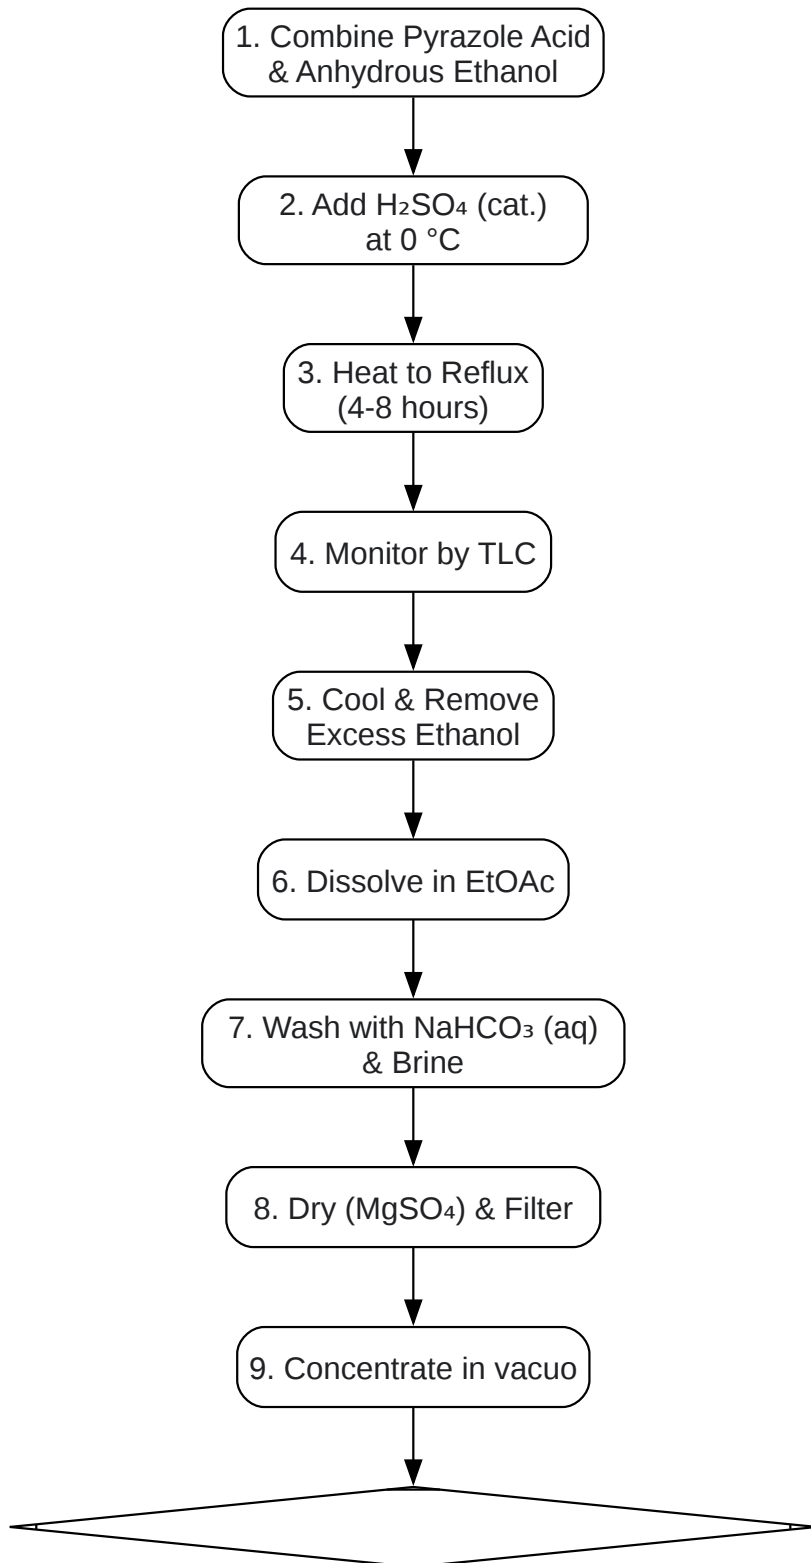 1. Combine Pyrazole Acid
& Anhydrous Ethanol
2. Add H₂SO₄ (cat.)
at 0 °C
3. Heat to Reflux
(4-8 hours)
4. Monitor by TLC
5. Cool & Remove
Excess Ethanol
6. Dissolve in EtOAc
7. Wash with NaHCO₃ (aq)
& Brine
8. Dry (MgSO₄) & Filter
9. Concentrate in vacuo